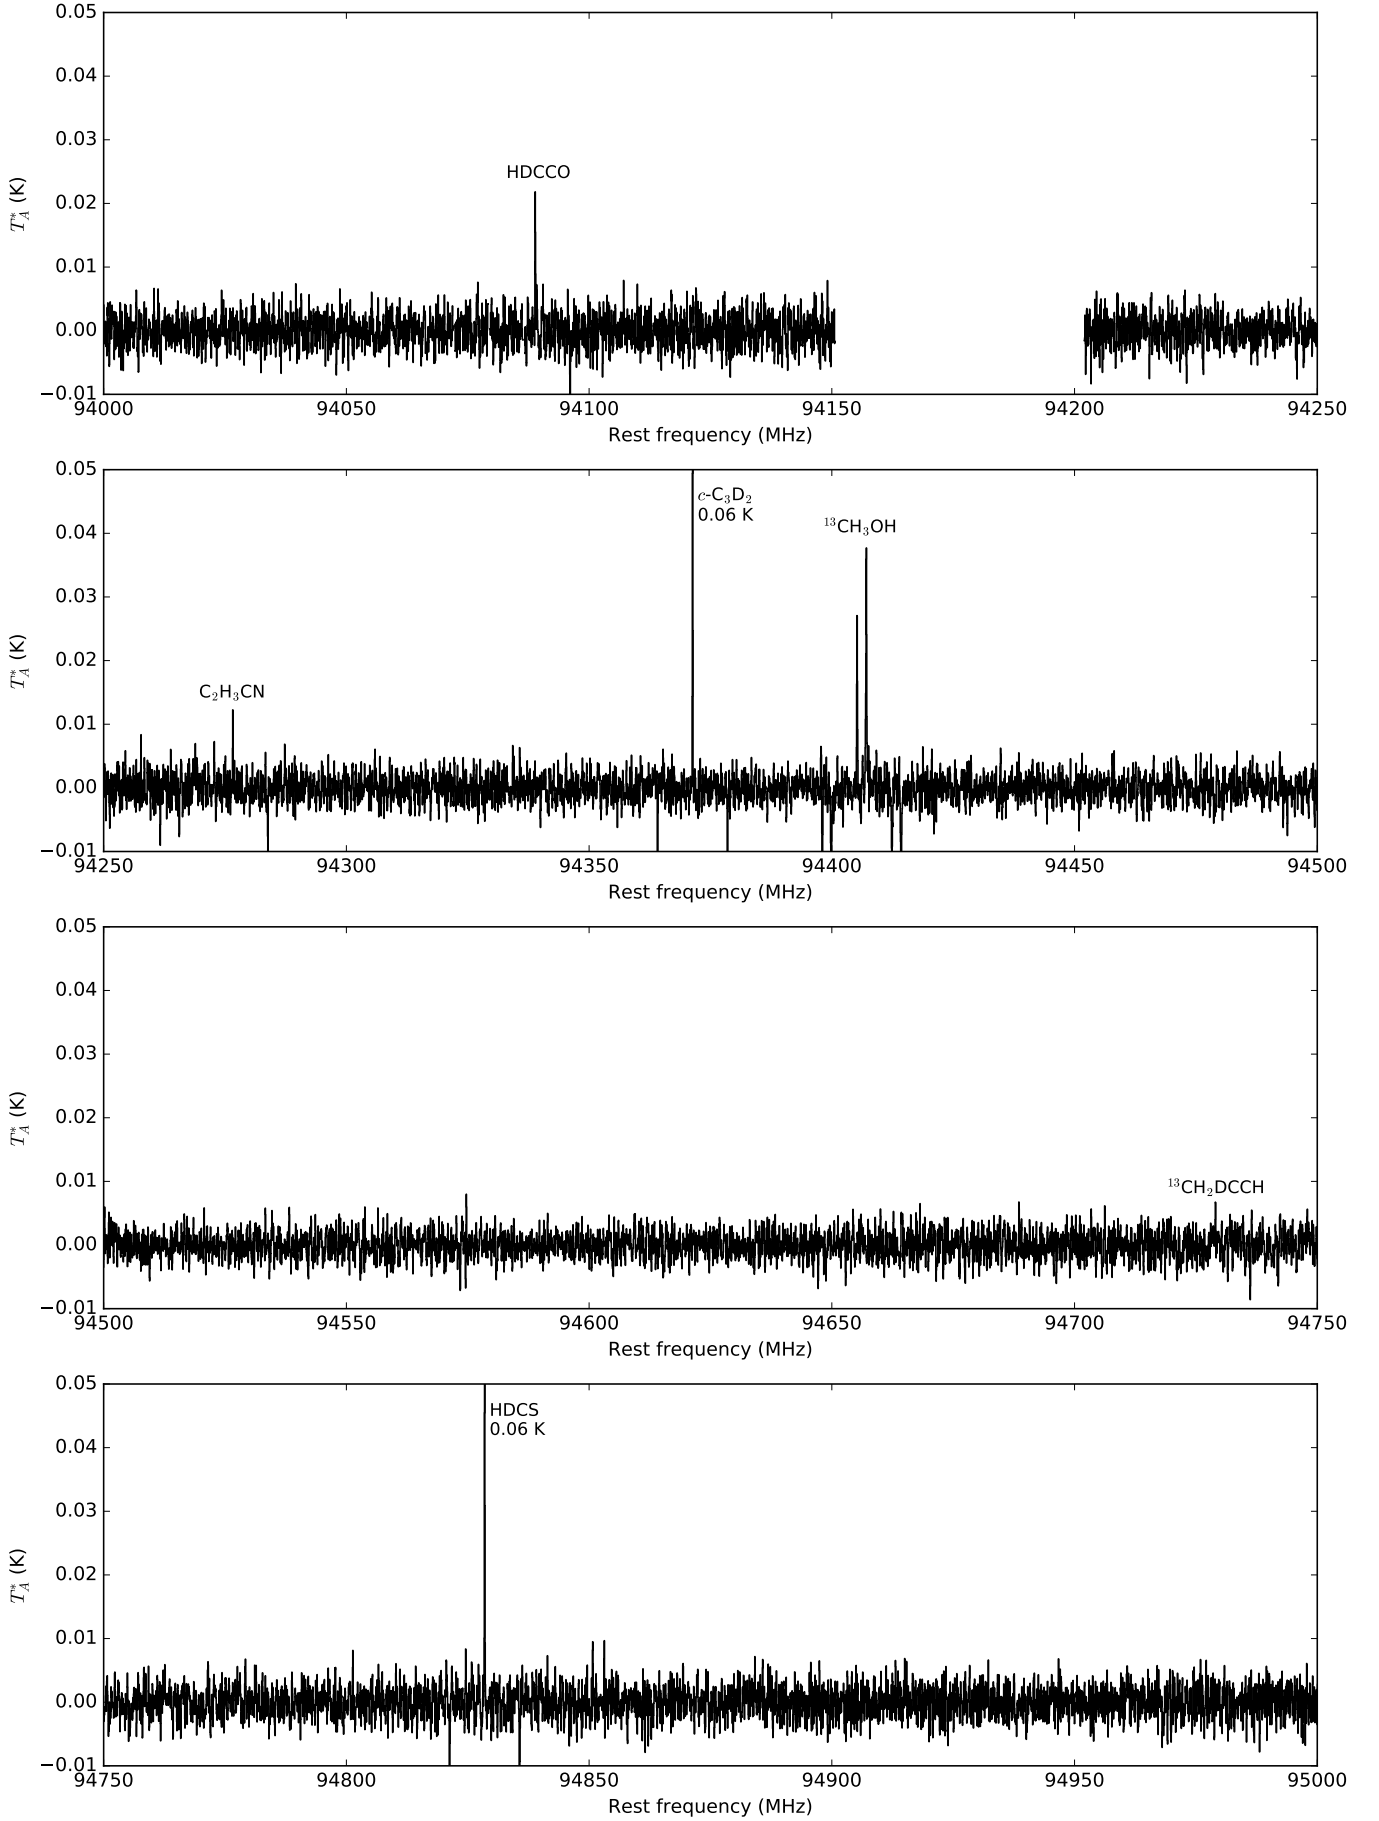 0.05
0.04
0.03
HDCCO
0.02
0.01
0.00
−0.01
T*A (K)
94000 94050 94100 94150 94200 94250
Rest frequency (MHz)
0.05
c-C3D2
0.06 K
13CH3OH
0.04
0.03
0.02
C2H3CN
0.01
0.00
−0.01
T*A (K)
94250 94300 94350 94400 94450 94500
Rest frequency (MHz)
0.05
0.04
0.03
0.02
0.01
13CH2DCCH
0.00
−0.01
T*A (K)
94500 94550 94600 94650 94700 94750
Rest frequency (MHz)
0.05
HDCS
0.06 K
0.04
0.03
0.02
0.01
0.00
−0.01
T*A (K)
94750 94800 94850 94900 94950 95000
Rest frequency (MHz)